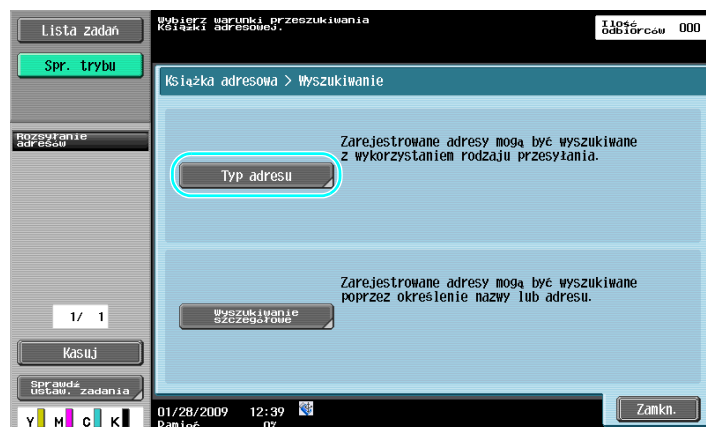 Lista zadań
Wybierz warunki przeszukiwania
Książki adresowej.
Ilość
odbiorców
000
Spr. trybu
Książka adresowa > Wyszukiwanie
Rozsyłanie
adresów
Zarejestrowane adresy mogą być wyszukiwane
z wykorzystaniem rodzaju przesyłania.
Typ adresu
Zarejestrowane adresy mogą być wyszukiwane
poprzez określenie nazwy lub adresu.
Wyszukiwanie
szczegółowe
1/ 1
Kasuj
Sprawdź
ustaw. zadania
Y M C K
01/28/2009 12:39
Pamięć 0%
Zamkn.